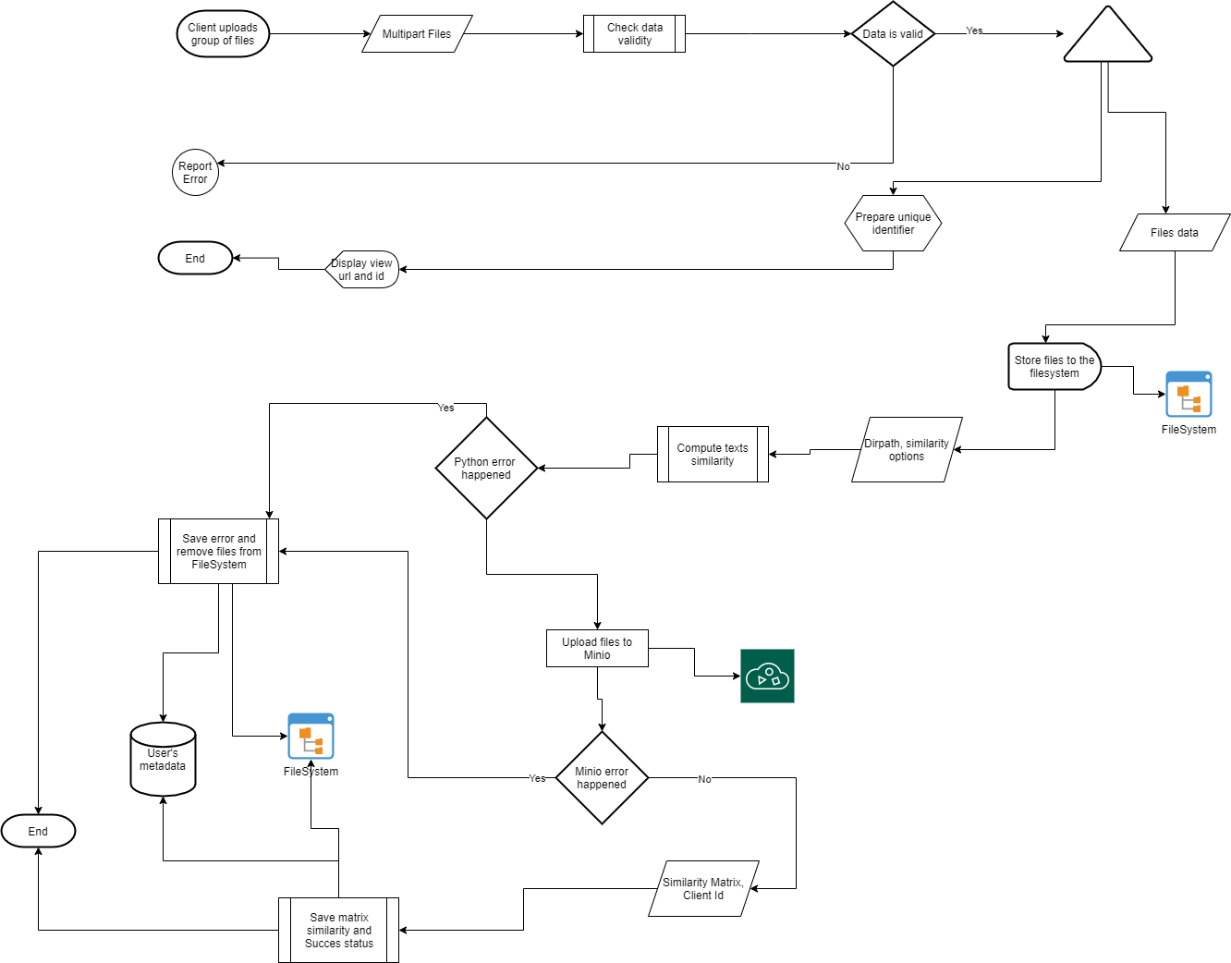 Client uploads
group of files
Multipart Files
Check data
validity
Data is valid
Yes
No
Report
Error
Prepare unique
identifier
Files data
End
Display view
url and id
Store files to the
filesystem
FileSystem
Yes
Python error
happened
Compute texts
similarity
Dirpath, similarity
options
Save error and
remove files from
FileSystem
Upload files to
Minio
User's
metadata
FileSystem
Yes
Minio error
happened
No
End
Similarity Matrix,
Client Id
Save matrix
similarity and
Succes status